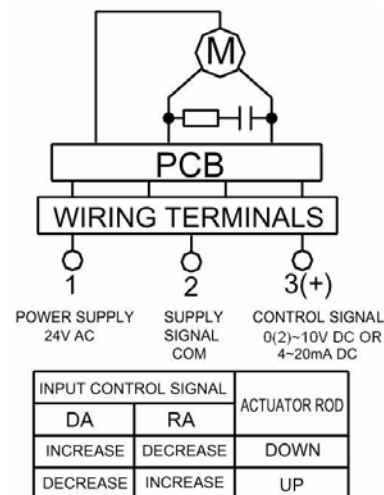 M
PCB
WIRING TERMINALS
1 2 3(+)
POWER SUPPLY
24V AC
SUPPLY
SIGNAL
COM
CONTROL SIGNAL
0(2)~10V DC OR
4~20mA DC
INPUT CONTROL SIGNAL ACTUATOR ROD
DA RA
INCREASE DECREASE DOWN
DECREASE INCREASE UP